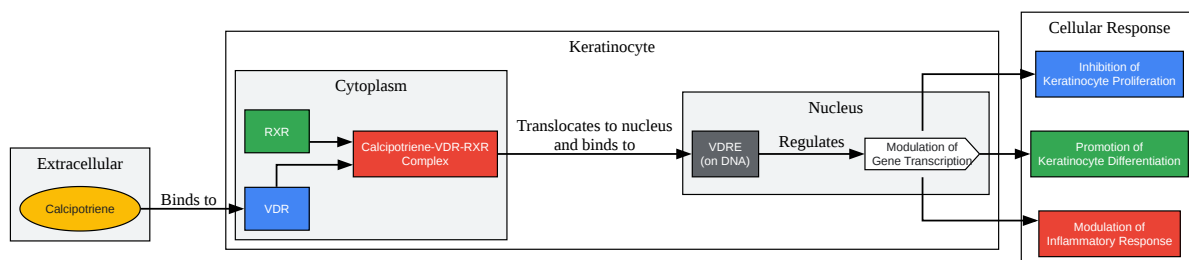 Extracellular
Calcipotriene
Binds to
Keratinocyte
Cytoplasm
RXR
VDR
Calcipotriene-VDR-RXR
Complex
Translocates to nucleus
and binds to
Nucleus
VDRE
(on DNA)
Regulates
Modulation of
Gene Transcription
Cellular Response
Inhibition of
Keratinocyte Proliferation
Promotion of
Keratinocyte Differentiation
Modulation of
Inflammatory Response